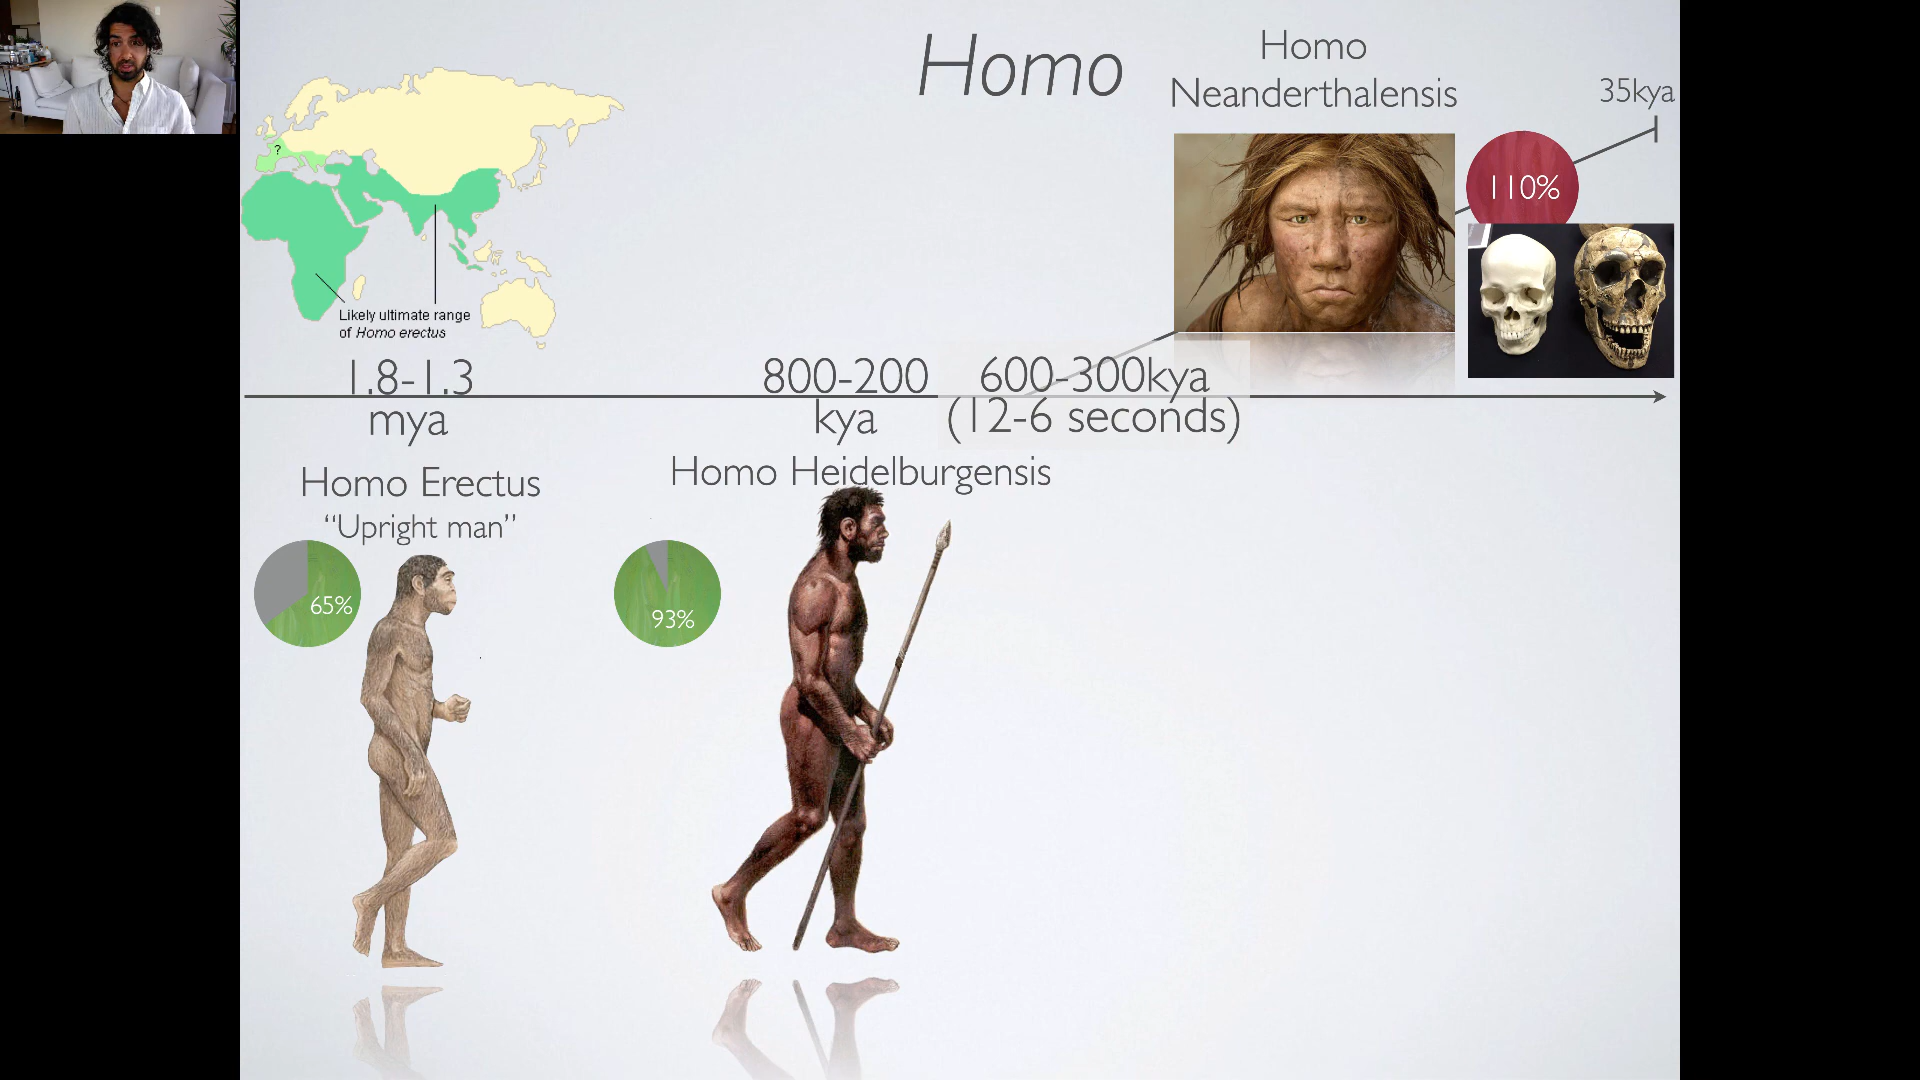 Homo
Homo
Neanderthalensis
35kya
110%
?
Likely ultimate range
of Homo erectus
1.8-1.3
mya
800-200
kya
600-300kya
(12-6 seconds)
Homo Erectus
“Upright man”
65%
Homo Heidelburgensis
93%